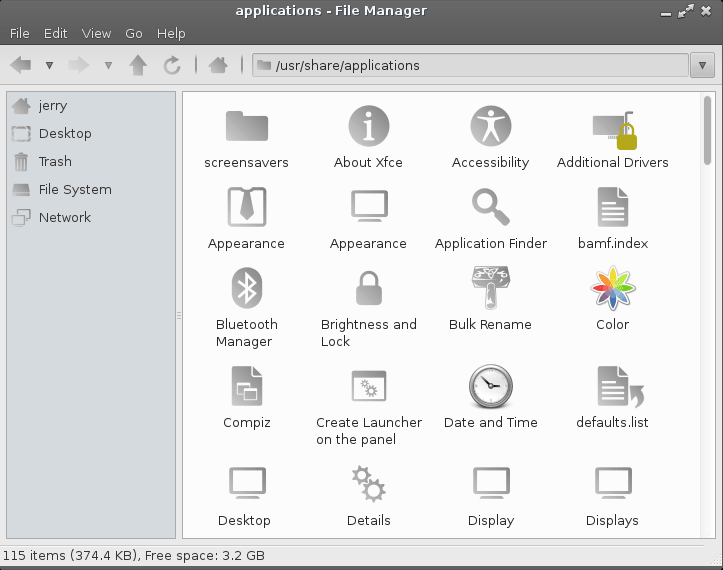 applications - File Manager
File Edit View Go Help
/usr/share/applications
jerry
Desktop
Trash
File System
Network
screensavers
About Xfce
Accessibility
Additional Drivers
Appearance
Appearance
Application Finder
bamf.index
Bluetooth
Manager
Brightness and
Lock
Bulk Rename
Color
Compiz
Create Launcher
on the panel
Date and Time
defaults.list
Desktop
Details
Display
Displays
115 items (374.4 KB), Free space: 3.2 GB